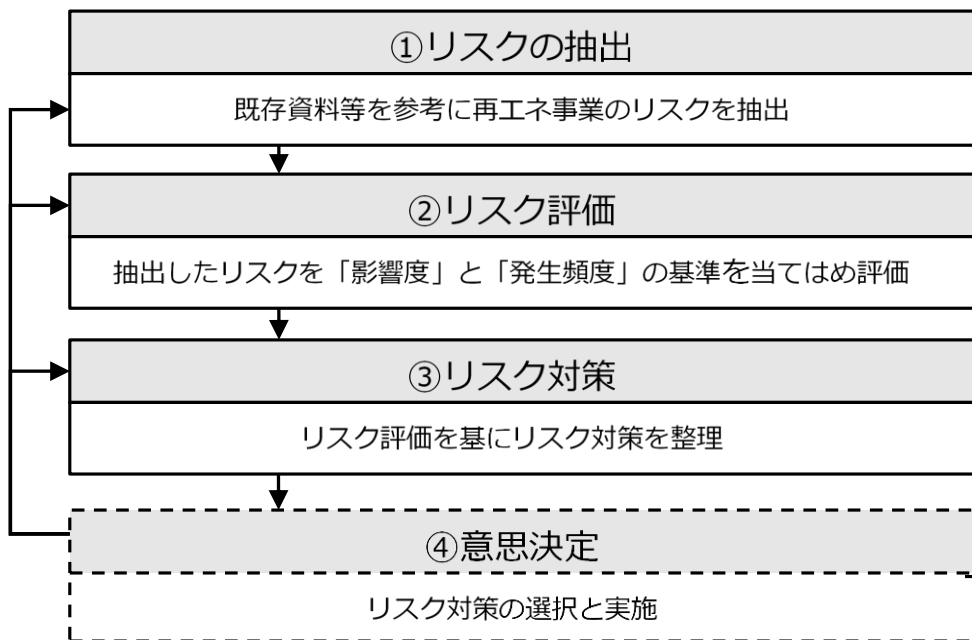 ①リスクの抽出
既存資料等を参考に再エネ事業のリスクを抽出
②リスク評価
抽出したリスクを「影響度」と「発生頻度」の基準を当てはめ評価
③リスク対策
リスク評価を基にリスク対策を整理
④意思決定
リスク対策の選択と実施